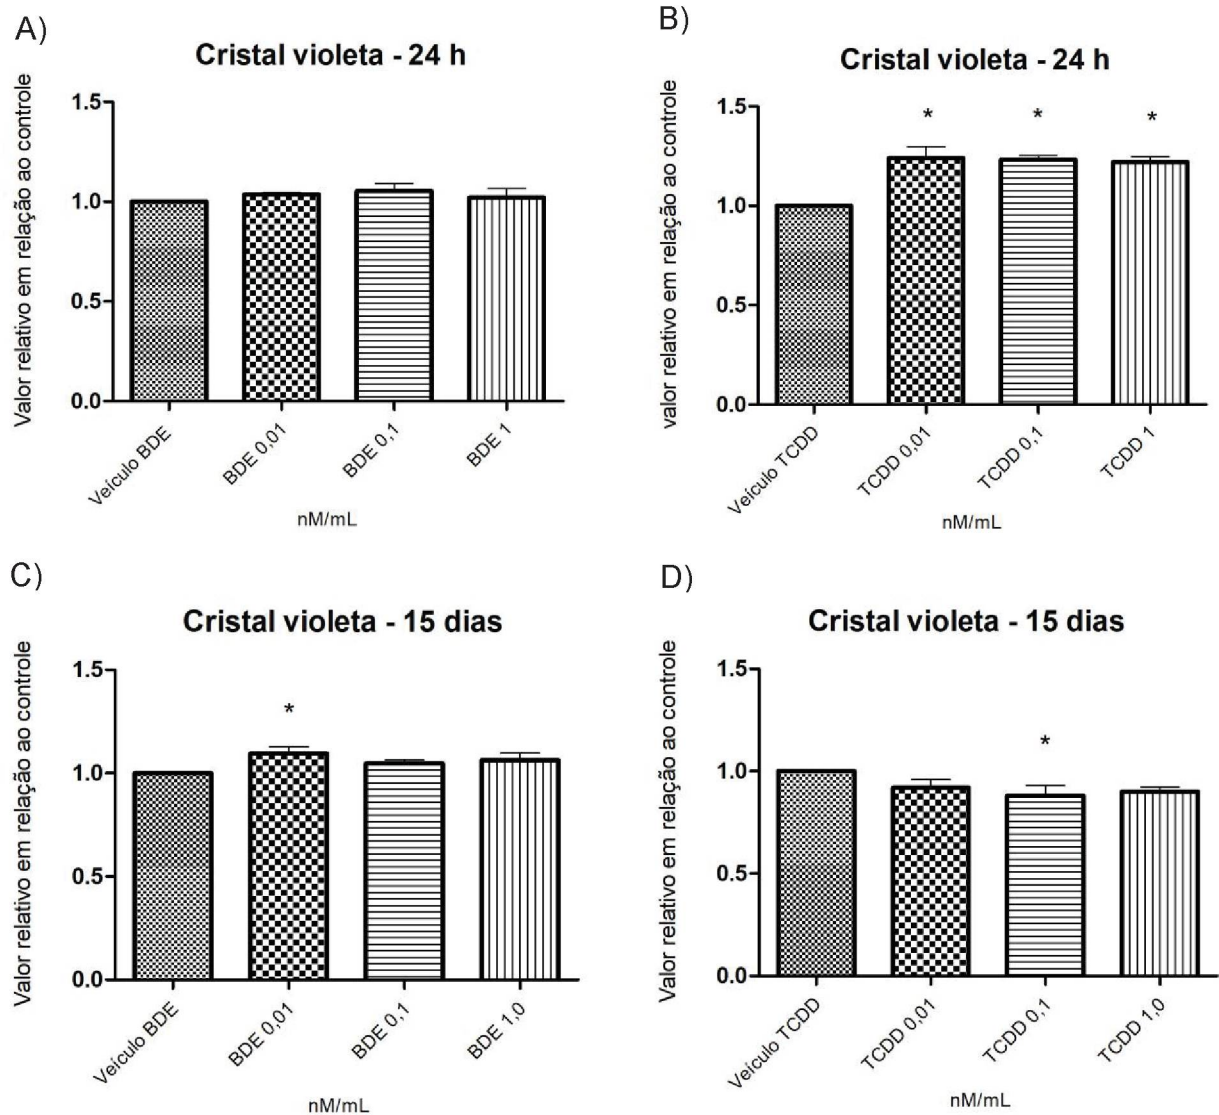 A)
Cristal violeta - 24 h
Valor relativo em relação ao controle
1.5
1.0
0.5
0.0
Veículo BDE
BDE 0,01
BDE 0,1
BDE 1
nM/mL
B)
Cristal violeta - 24 h
valor relativo em relação ao controle
1.5
1.0
0.5
0.0
* * *
Veículo TCDD
TCDD 0,01
TCDD 0,1
TCDD 1
nM/mL
C)
Cristal violeta - 15 dias
Valor relativo em relação ao controle
1.5
1.0
0.5
0.0
*
Veículo BDE
BDE 0,01
BDE 0,1
BDE 1,0
nM/mL
D)
Cristal violeta - 15 dias
Valor relativo em relação ao controle
1.5
1.0
0.5
0.0
*
Veículo TCDD
TCDD 0,01
TCDD 0,1
TCDD 1,0
nM/mL